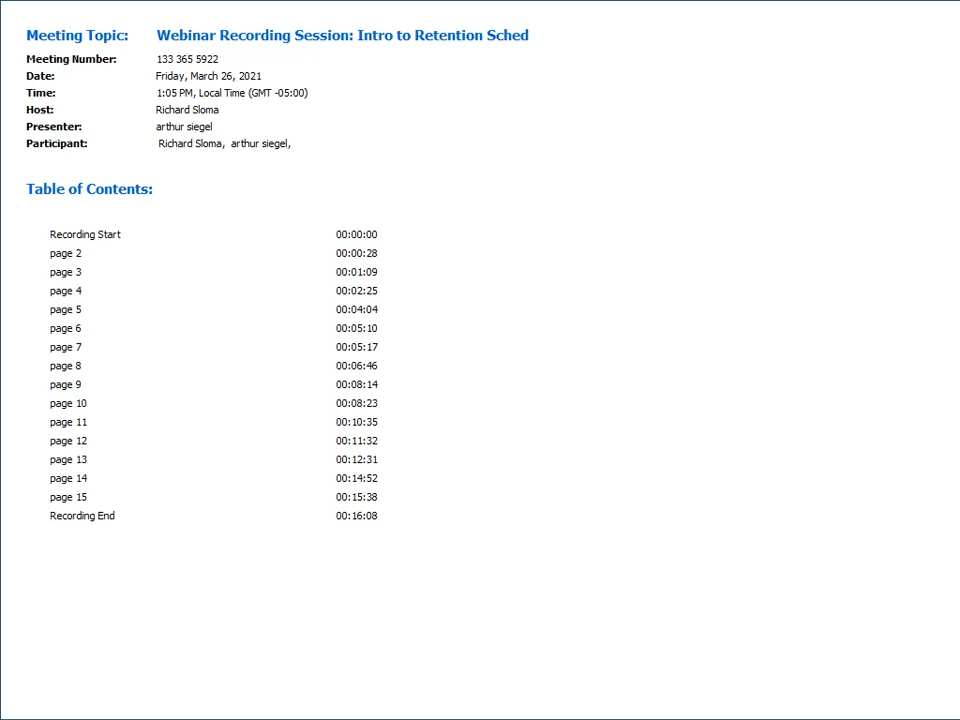 Meeting Topic: Webinar Recording Session: Intro to Retention Sched
Meeting Number: 133 365 5922
Date: Friday, March 26, 2021
Time: 1:05 PM, Local Time (GMT -05:00)
Host: Richard Sloma
Presenter: arthur siegel
Participant: Richard Sloma, arthur siegel,
Table of Contents:
Recording Start 00:00:00
page 2 00:00:28
page 3 00:01:09
page 4 00:02:25
page 5 00:04:04
page 6 00:05:10
page 7 00:05:17
page 8 00:06:46
page 9 00:08:14
page 10 00:08:23
page 11 00:10:35
page 12 00:11:32
page 13 00:12:31
page 14 00:14:52
page 15 00:15:38
Recording End 00:16:08